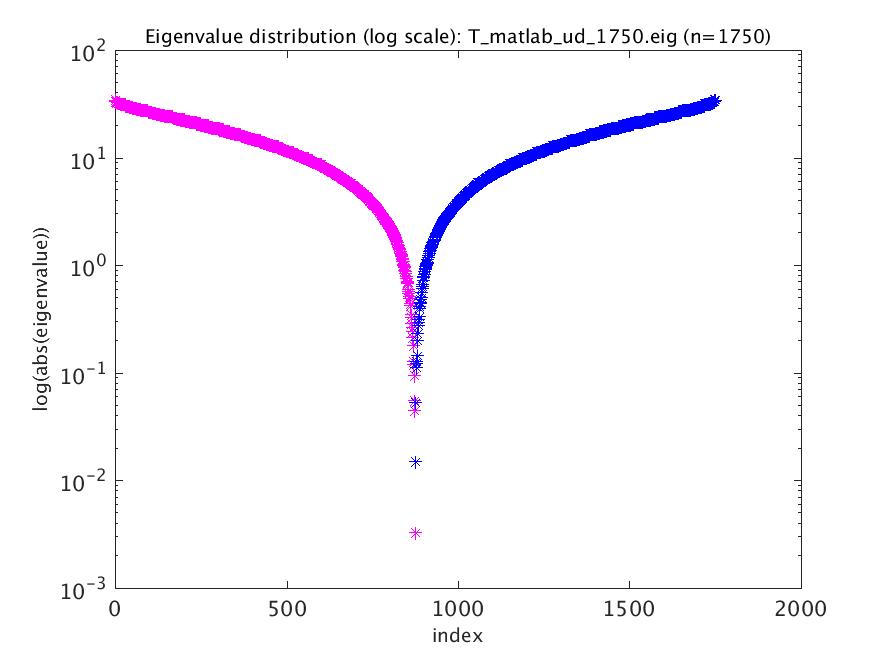 Eigenvalue distribution (log scale): T_matlab_ud_1750.eig (n=1750)
10^2
10^1
10^0
10^-1
10^-2
10^-3
log(abs(eigenvalue))
0 500 1000 1500 2000
index